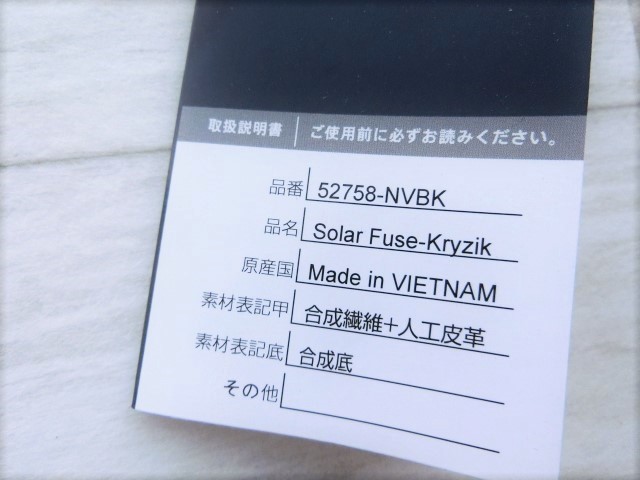 取扱説明書 ご使用前に必ずお読みください。
品番 52758-NVBK
品名 Solar Fuse-Kryzik
原産国 Made in VIETNAM
素材表記甲 合成繊維+人工皮革
素材表記底 合成底
その他